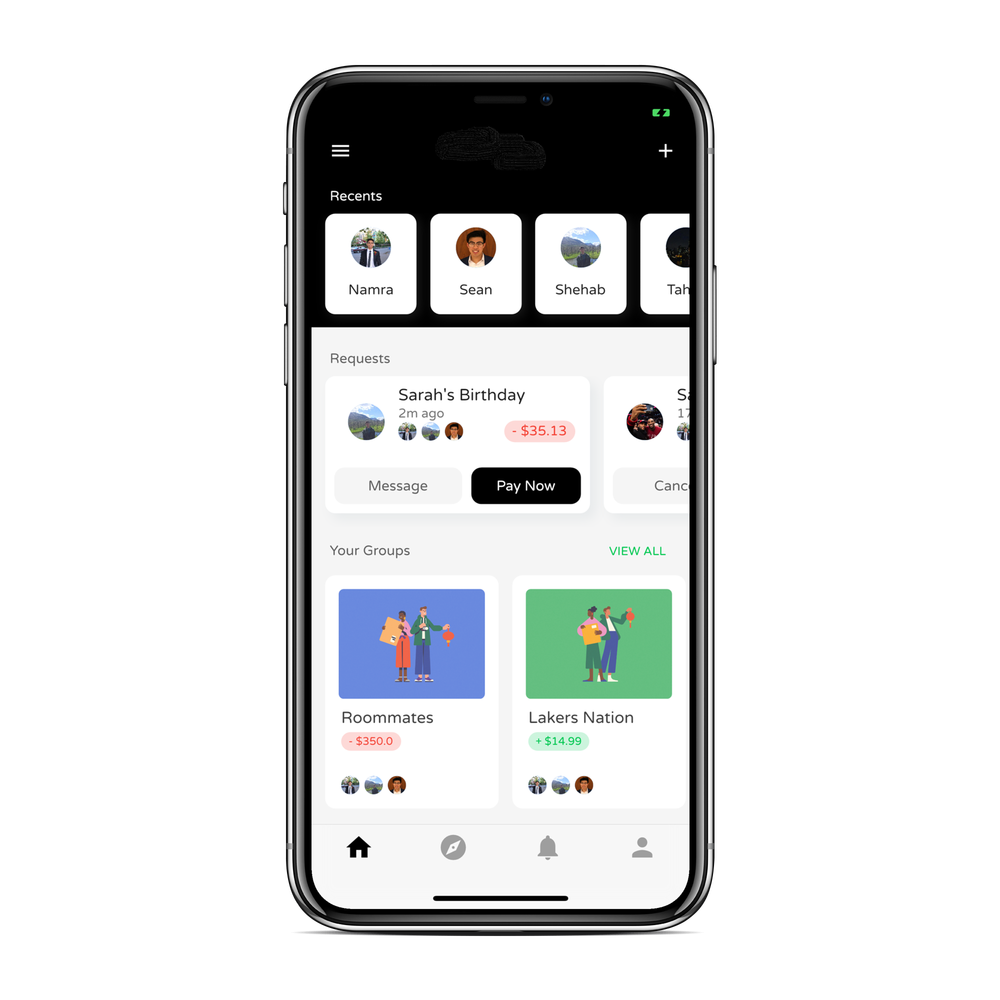 Recents
Namra
Sean
Shehab
Tah
Requests
Sarah's Birthday
2m ago
- $35.13
Message
Pay Now
Sa
17
Canc
Your Groups
VIEW ALL
Roommates
- $350.0
Lakers Nation
+ $14.99